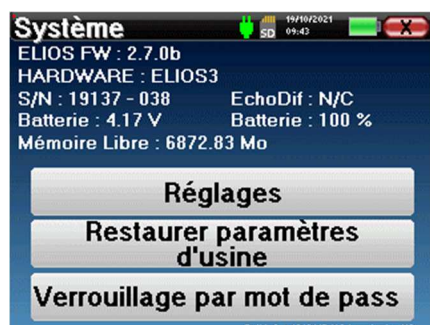 Système
SD
19/10/2021
09:43
X
ELIOS FW : 2.7.0b
HARDWARE : ELIOS3
S/N : 19137 - 038 EchoDif : N/C
Batterie : 4.17 V Batterie : 100 %
Mémoire Libre : 6872.83 Mo
Réglages
Restaurer paramètres
d'usine
Verrouillage par mot de pass